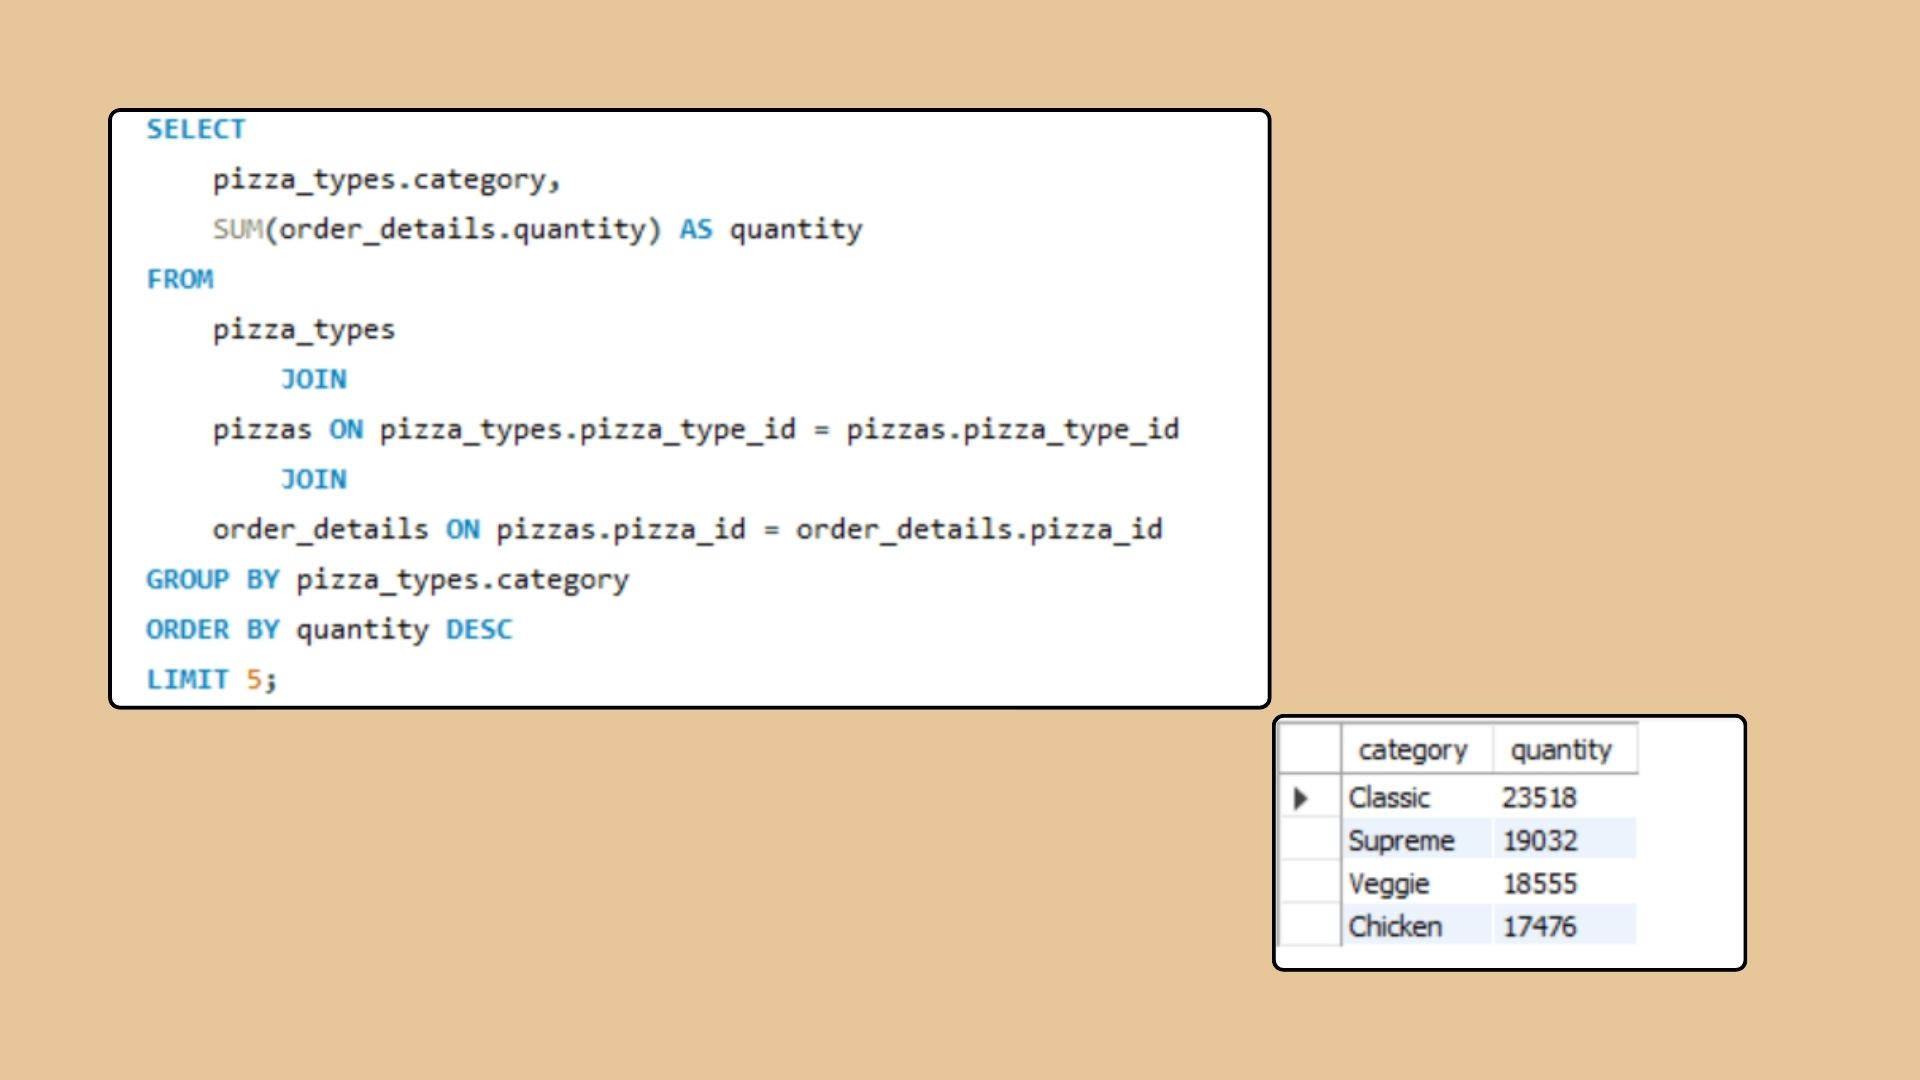 SELECT
pizza_types.category,
SUM(order_details.quantity) AS quantity
FROM
pizza_types
JOIN
pizzas ON pizza_types.pizza_type_id = pizzas.pizza_type_id
JOIN
order_details ON pizzas.pizza_id = order_details.pizza_id
GROUP BY pizza_types.category
ORDER BY quantity DESC
LIMIT 5;
category quantity
Classic 23518
Supreme 19032
Veggie 18555
Chicken 17476